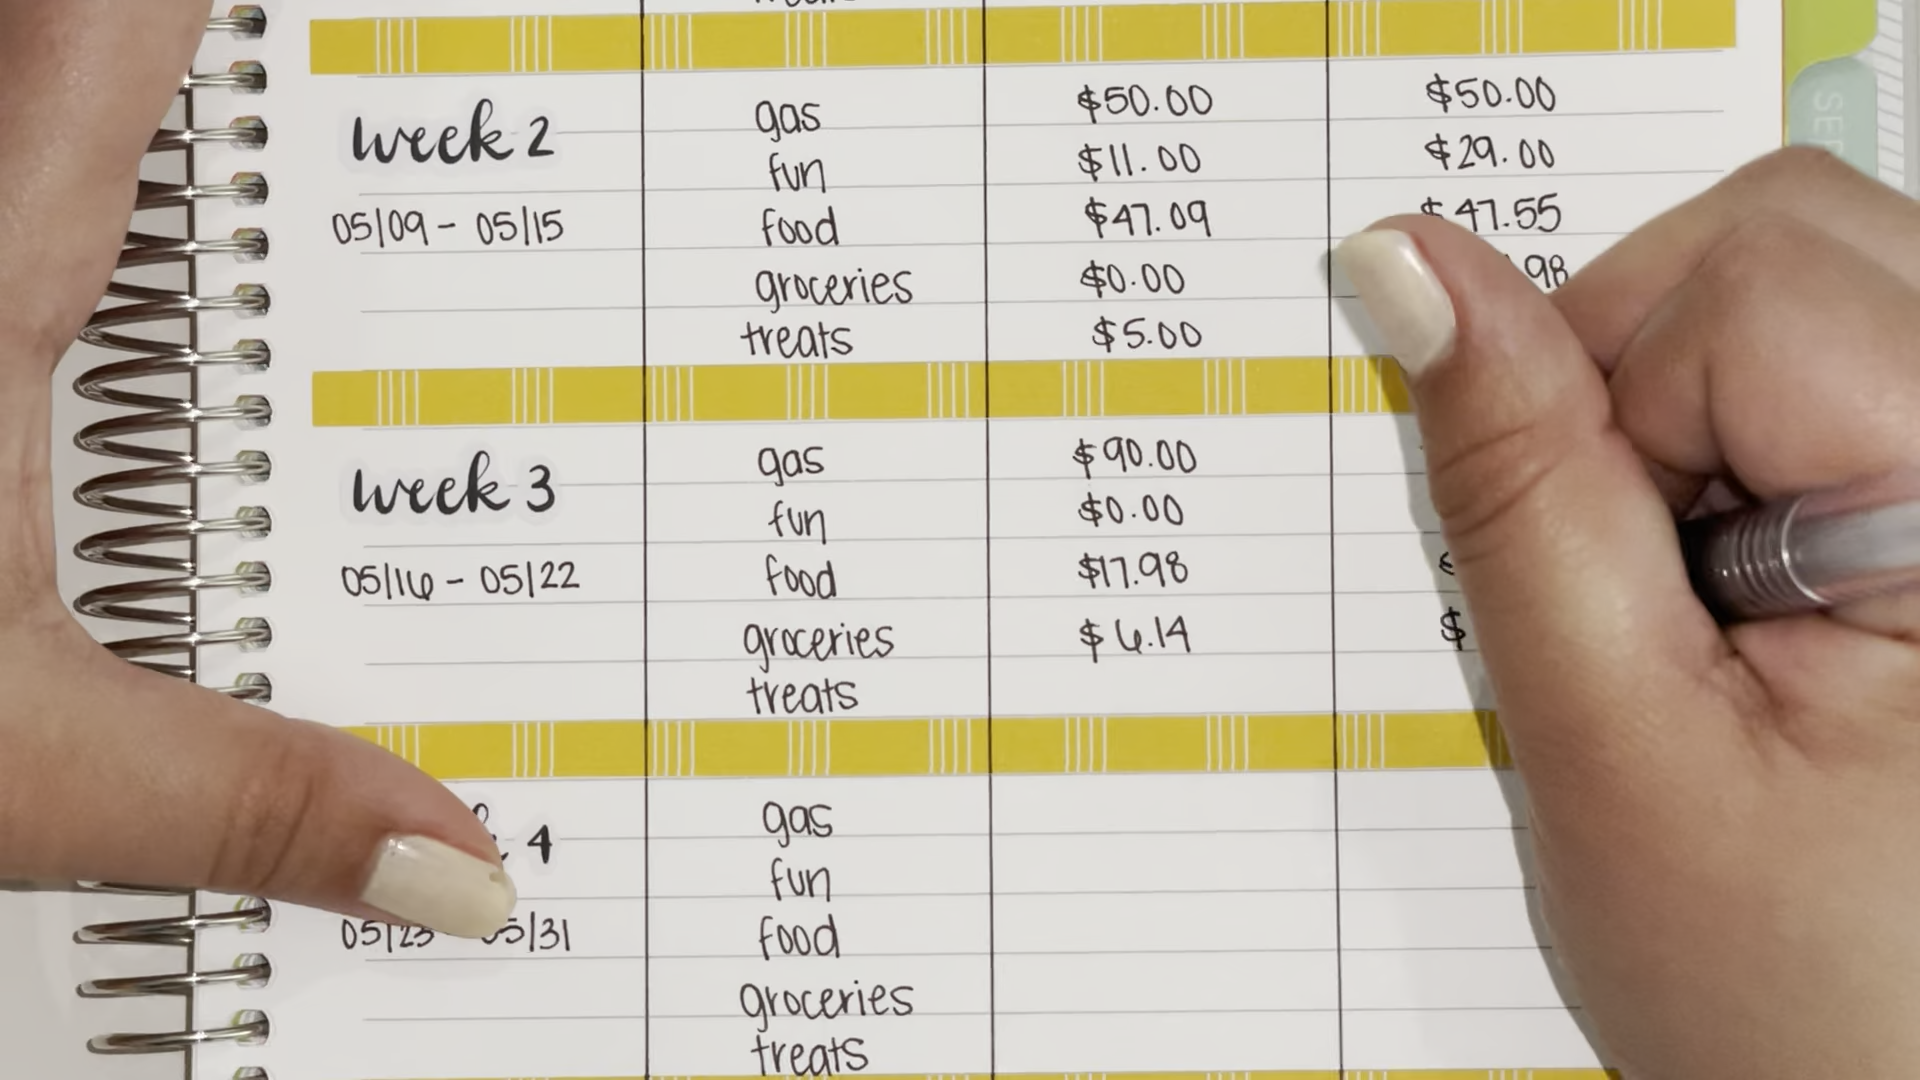 week 2
05/09 - 05/15
gas $50.00 $50.00
fun $11.00 $29.00
food $47.09 $47.55
groceries $0.00
treats $5.00
week 3
05/16 - 05/22
gas $90.00
fun $0.00
food $17.98
groceries $6.14 $
treats
4
05/23 05/31
gas
fun
food
groceries
treats